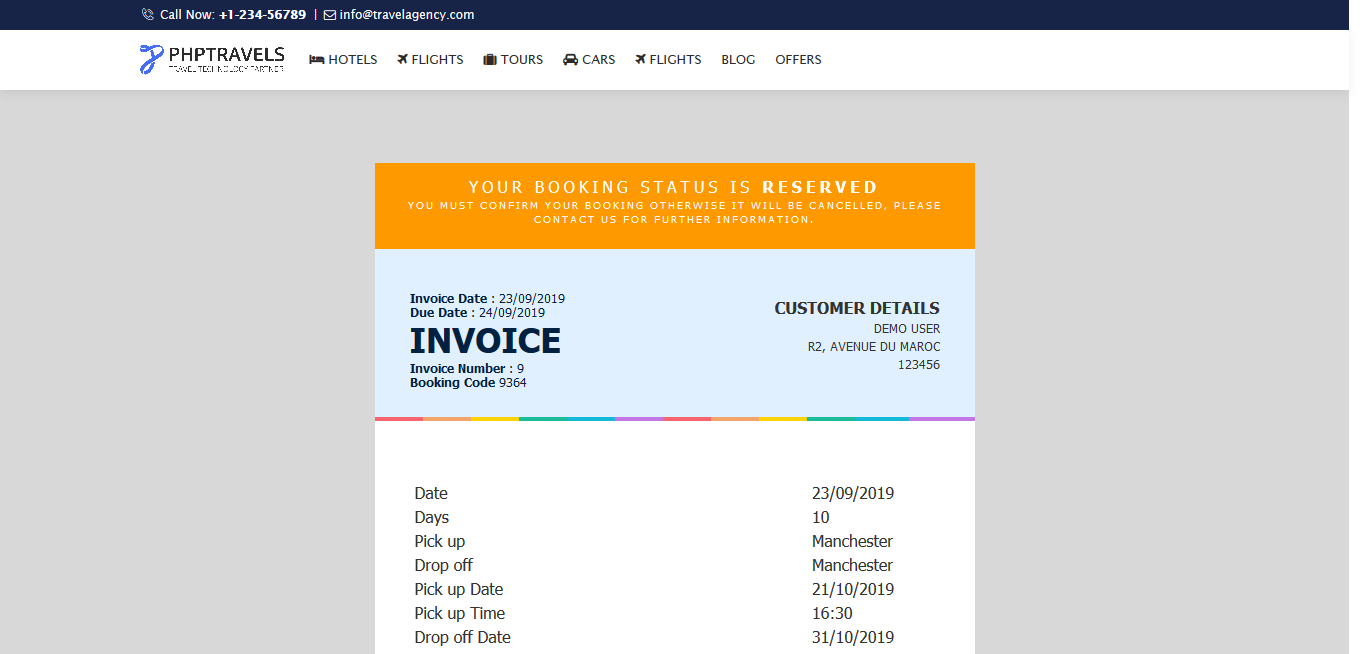 Call Now: +1-234-56789 | info@travelagency.com
PHPTRAVELS
TRAVEL TECHNOLOGY PARTNER
HOTELS FLIGHTS TOURS CARS FLIGHTS BLOG OFFERS
YOUR BOOKING STATUS IS RESERVED
YOU MUST CONFIRM YOUR BOOKING OTHERWISE IT WILL BE CANCELLED, PLEASE
CONTACT US FOR FURTHER INFORMATION.
Invoice Date : 23/09/2019
Due Date : 24/09/2019
INVOICE
Invoice Number : 9
Booking Code 9364
CUSTOMER DETAILS
DEMO USER
R2, AVENUE DU MAROC
123456
Date 23/09/2019
Days 10
Pick up Manchester
Drop off Manchester
Pick up Date 21/10/2019
Pick up Time 16:30
Drop off Date 31/10/2019